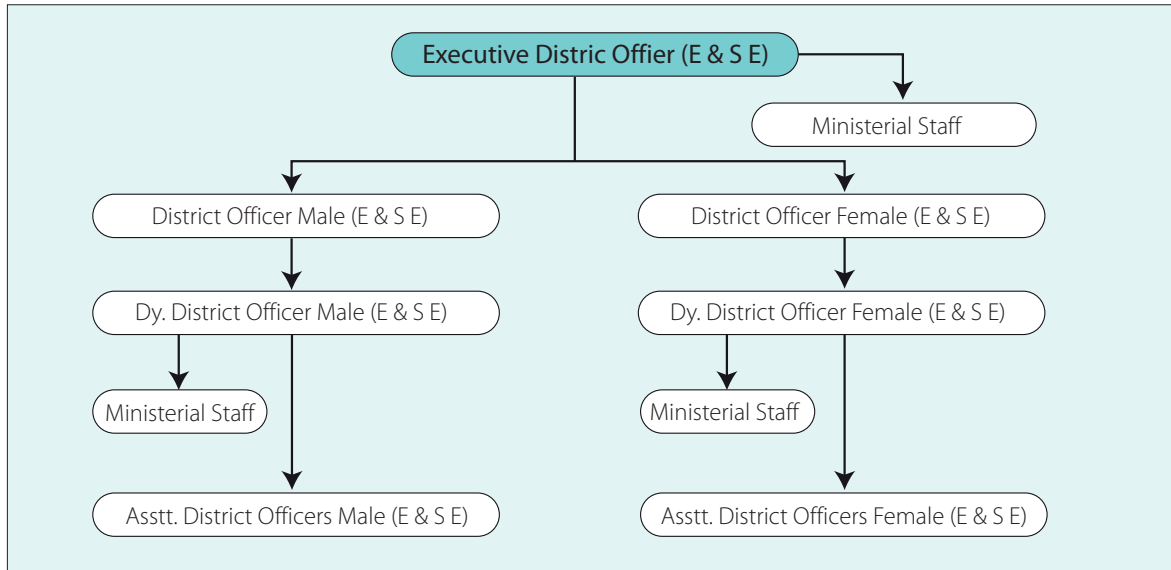 Executive Distric Offier (E & S E)
Ministerial Staff
District Officer Male (E & S E)
District Officer Female (E & S E)
Dy. District Officer Male (E & S E)
Dy. District Officer Female (E & S E)
Ministerial Staff
Ministerial Staff
Asstt. District Officers Male (E & S E)
Asstt. District Officers Female (E & S E)